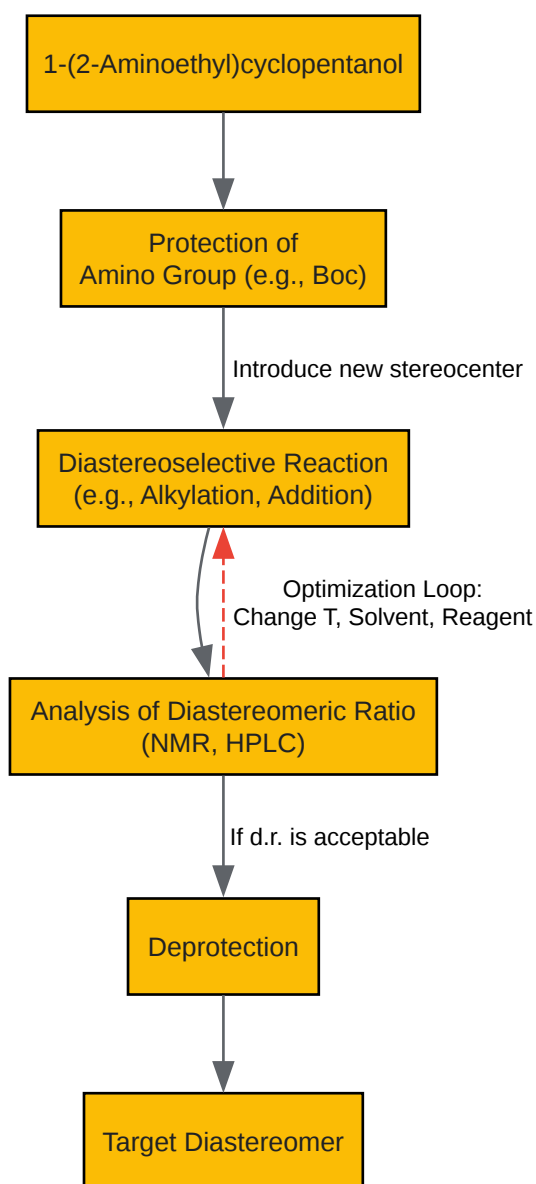 1-(2-Aminoethyl)cyclopentanol
Protection of
Amino Group (e.g., Boc)
Introduce new stereocenter
Diastereoselective Reaction
(e.g., Alkylation, Addition)
Optimization Loop:
Change T, Solvent, Reagent
Analysis of Diastereomeric Ratio
(NMR, HPLC)
If d.r. is acceptable
Deprotection
Target Diastereomer